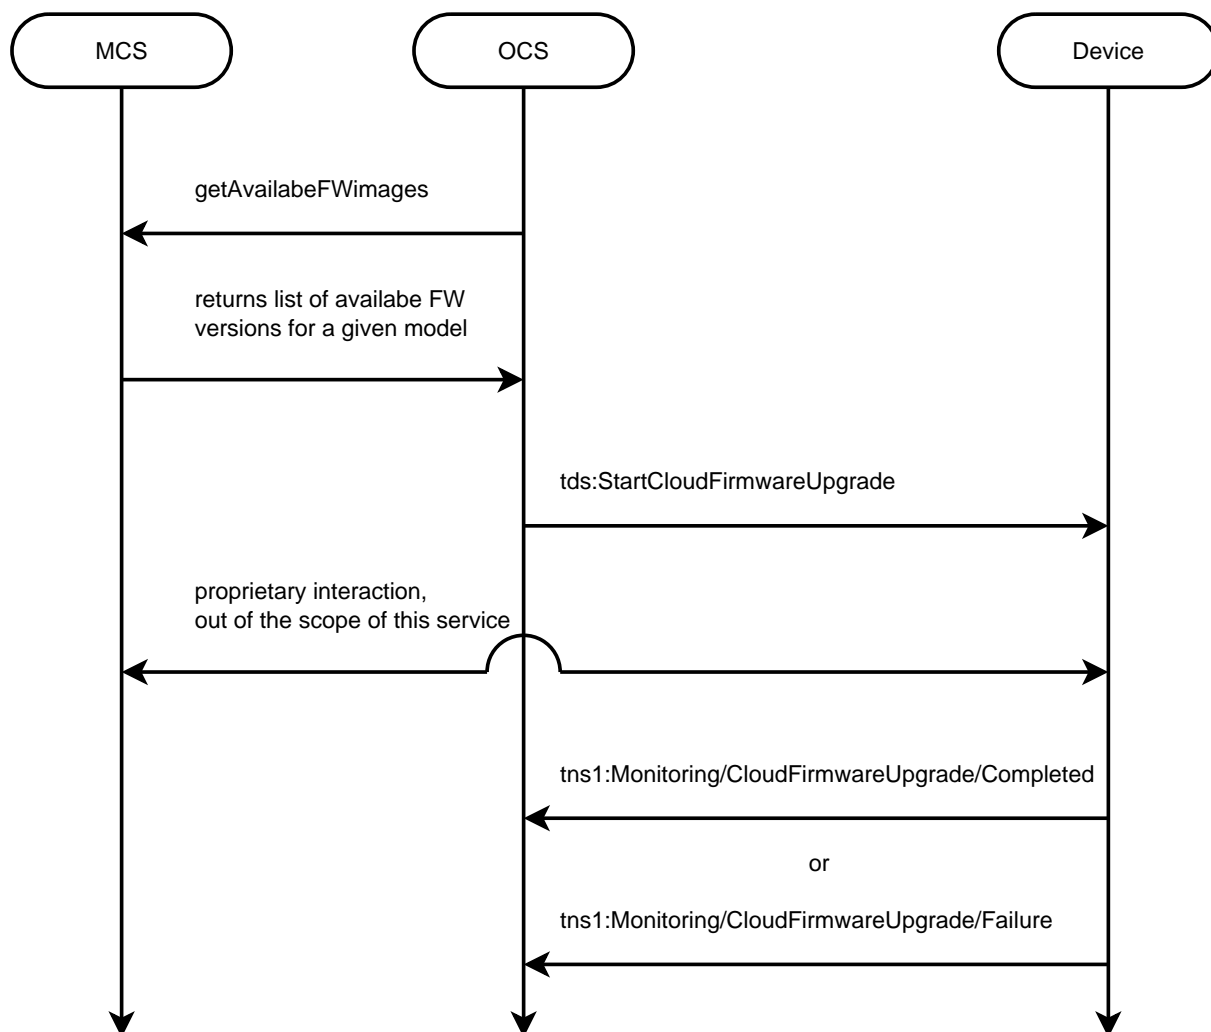 MCS
OCS
Device
getAvailabeFWimages
returns list of availabe FW
versions for a given model
tds:StartCloudFirmwareUpgrade
proprietary interaction,
out of the scope of this service
tns1:Monitoring/CloudFirmwareUpgrade/Completed
or
tns1:Monitoring/CloudFirmwareUpgrade/Failure